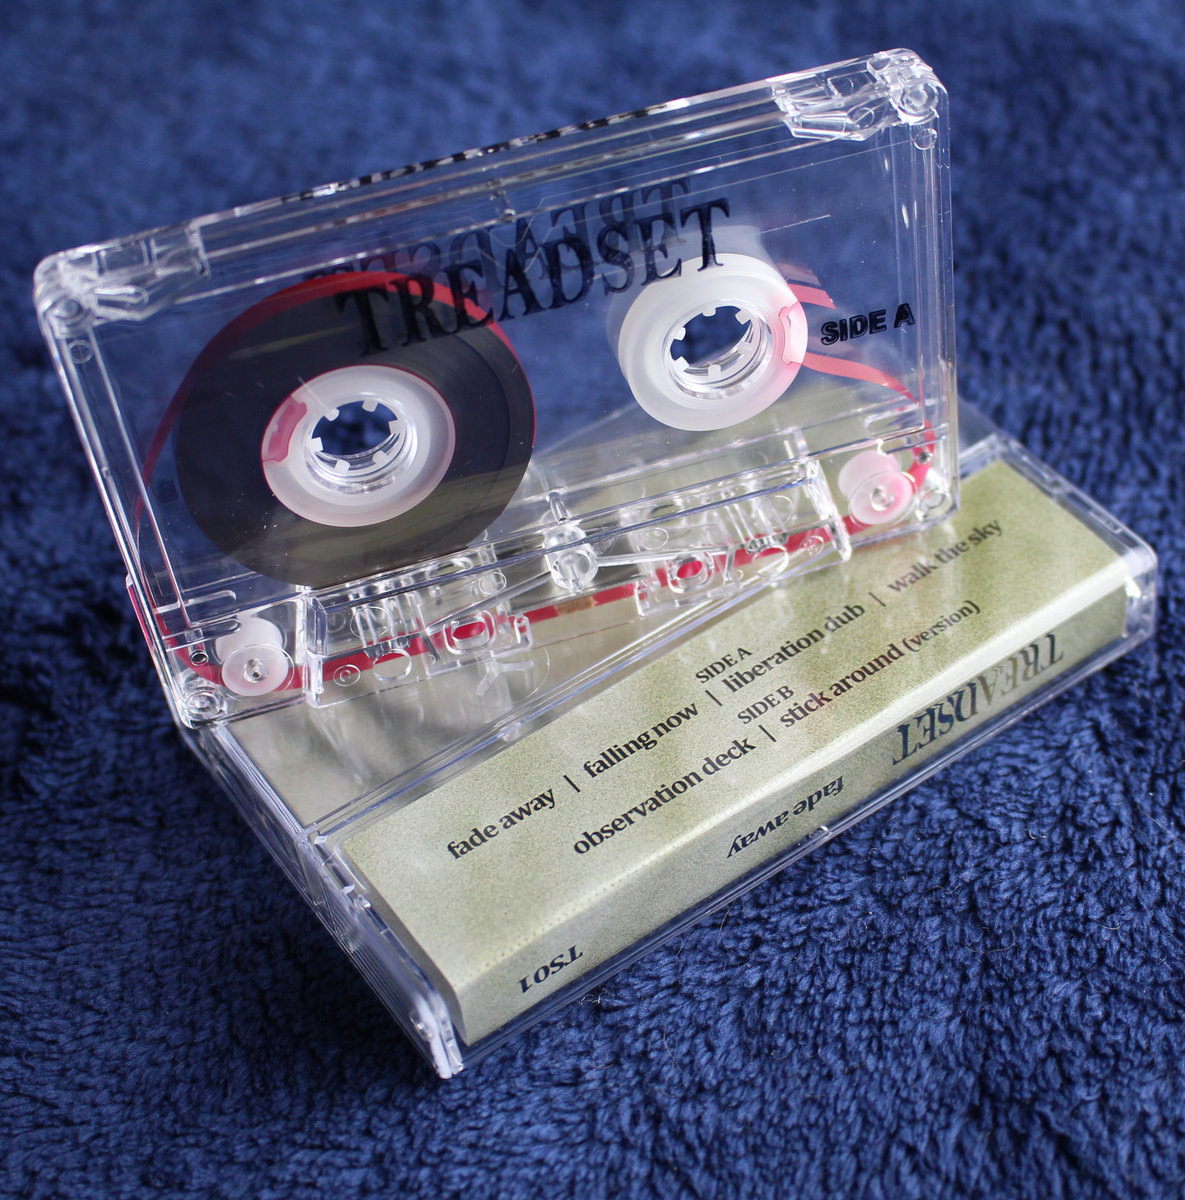 TREADSET
SIDE A
SIDE A
fade away | falling now | liberation dub | walk the sky
SIDE B
observation deck | stick around (version)
TREADSET
fade away
TS01